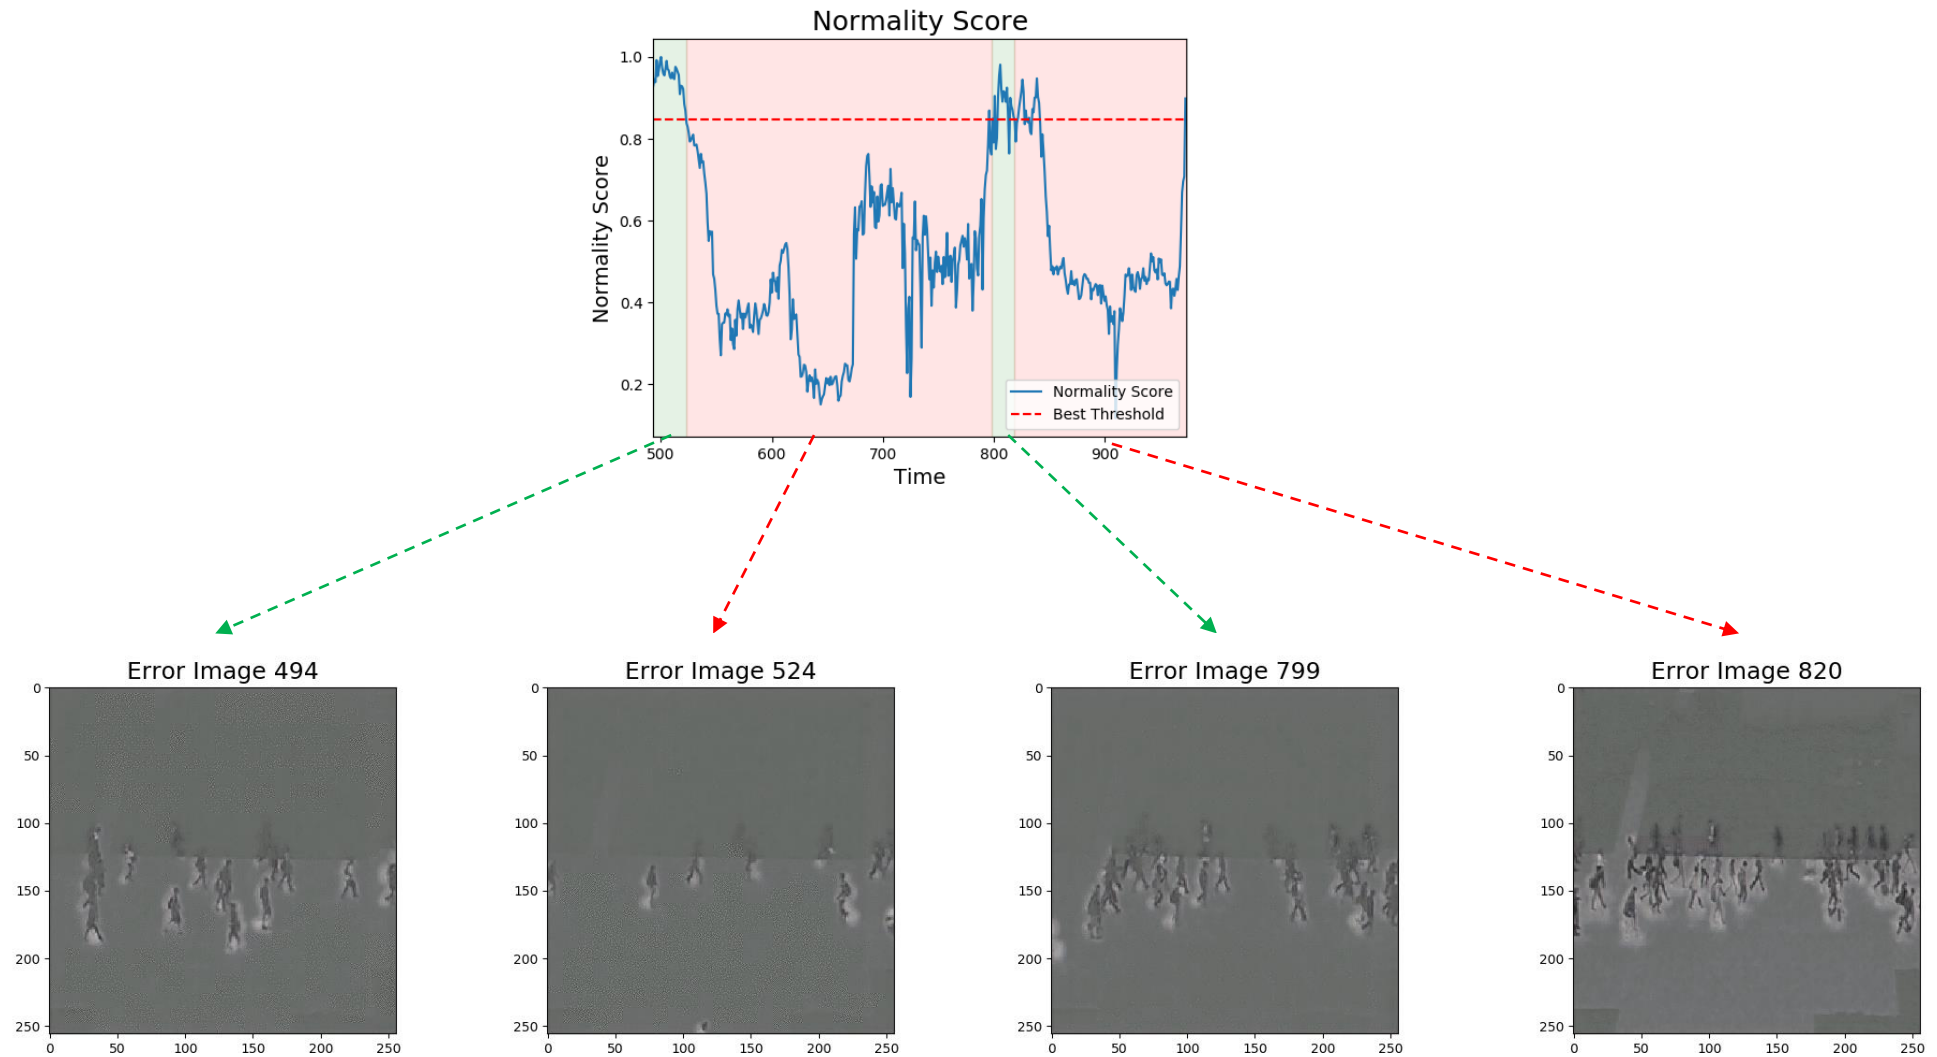 Normality Score
1.0
0.8
0.6
0.4
0.2
Normality Score
Normality Score
Best Threshold
500 600 700 800 900
Time
Error Image 494
0
50
100
150
200
250
0 50 100 150 200 250
Error Image 524
0
50
100
150
200
250
0 50 100 150 200 250
Error Image 799
0
50
100
150
200
250
0 50 100 150 200 250
Error Image 820
0
50
100
150
200
250
0 50 100 150 200 250